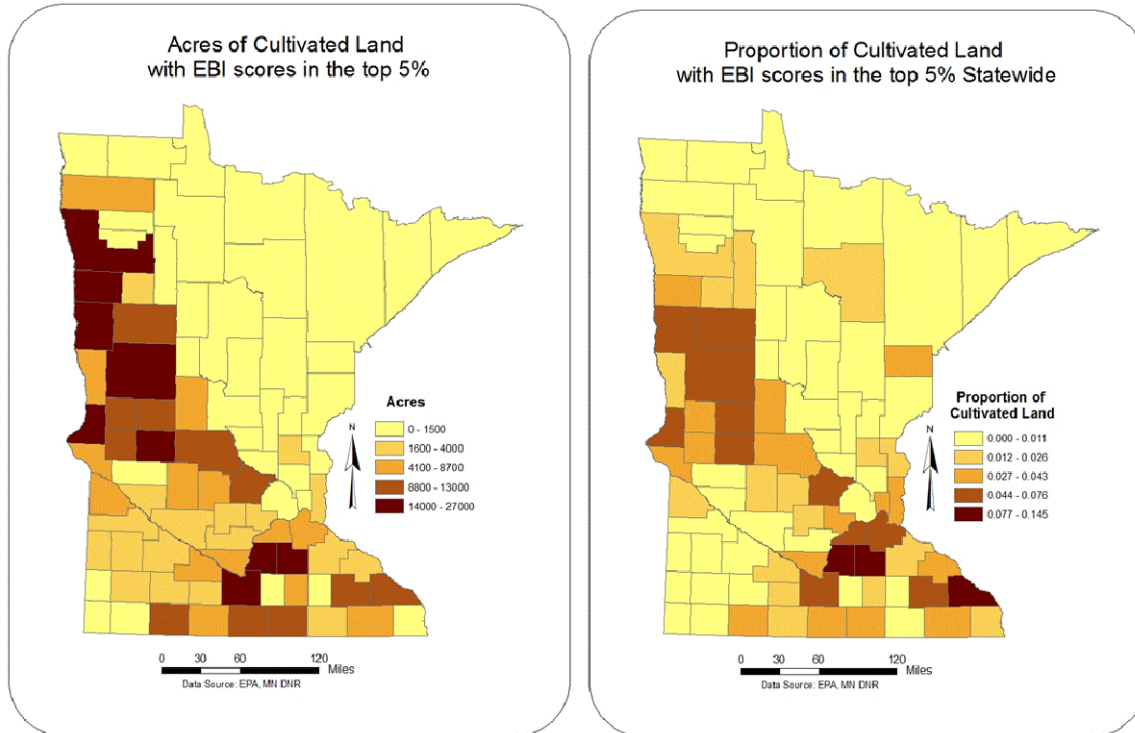 Acres of Cultivated Land
with EBI scores in the top 5%
N
Acres
0 - 1500
1600 - 4000
4100 - 8700
8800 - 13000
14000 - 27000
0 30 60 120
Miles
Data Source: EPA, MN DNR
Proportion of Cultivated Land
with EBI scores in the top 5% Statewide
N
Proportion of
Cultivated Land
0.000 - 0.011
0.012 - 0.026
0.027 - 0.043
0.044 - 0.076
0.077 - 0.145
0 30 60 120
Miles
Data Source: EPA, MN DNR